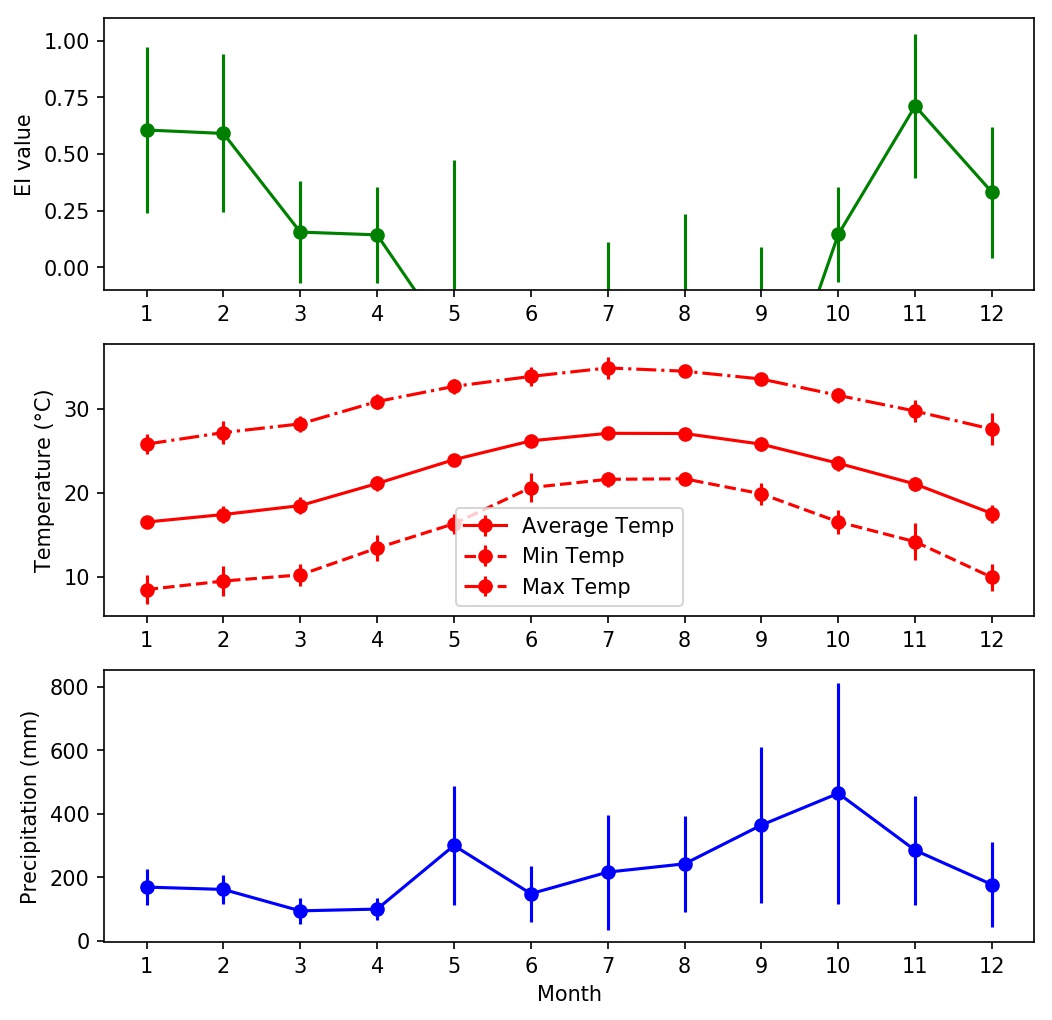 EI value
1.00
0.75
0.50
0.25
0.00
1 2 3 4 5 6 7 8 9 10 11 12
Temperature (°C)
30
20
10
Average Temp
Min Temp
Max Temp
1 2 3 4 5 6 7 8 9 10 11 12
Precipitation (mm)
800
600
400
200
0
1 2 3 4 5 6 7 8 9 10 11 12
Month